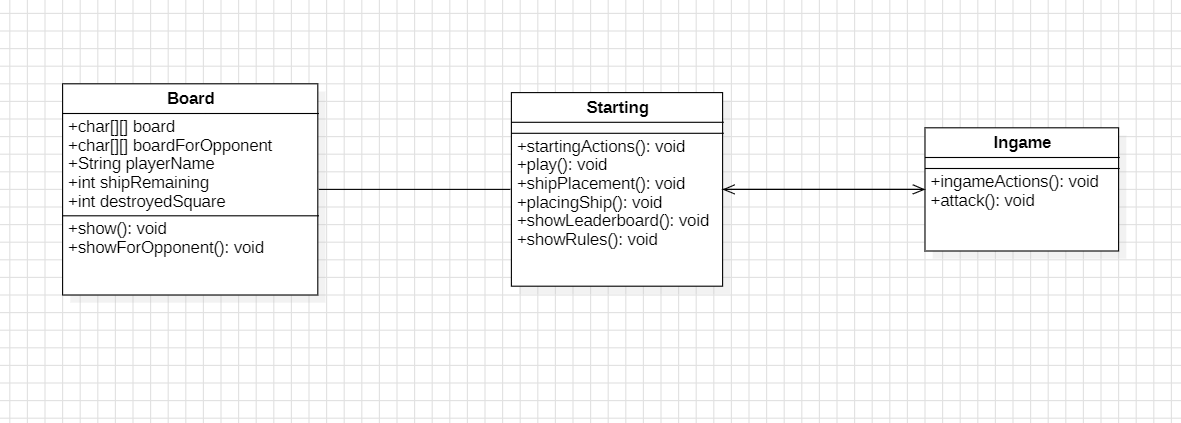 Board
+char[][] board
+char[][] boardForOpponent
+String playerName
+int shipRemaining
+int destroyedSquare
+show(): void
+showForOpponent(): void
Starting
+startingActions(): void
+play(): void
+shipPlacement(): void
+placingShip(): void
+showLeaderboard(): void
+showRules(): void
Ingame
+ingameActions(): void
+attack(): void